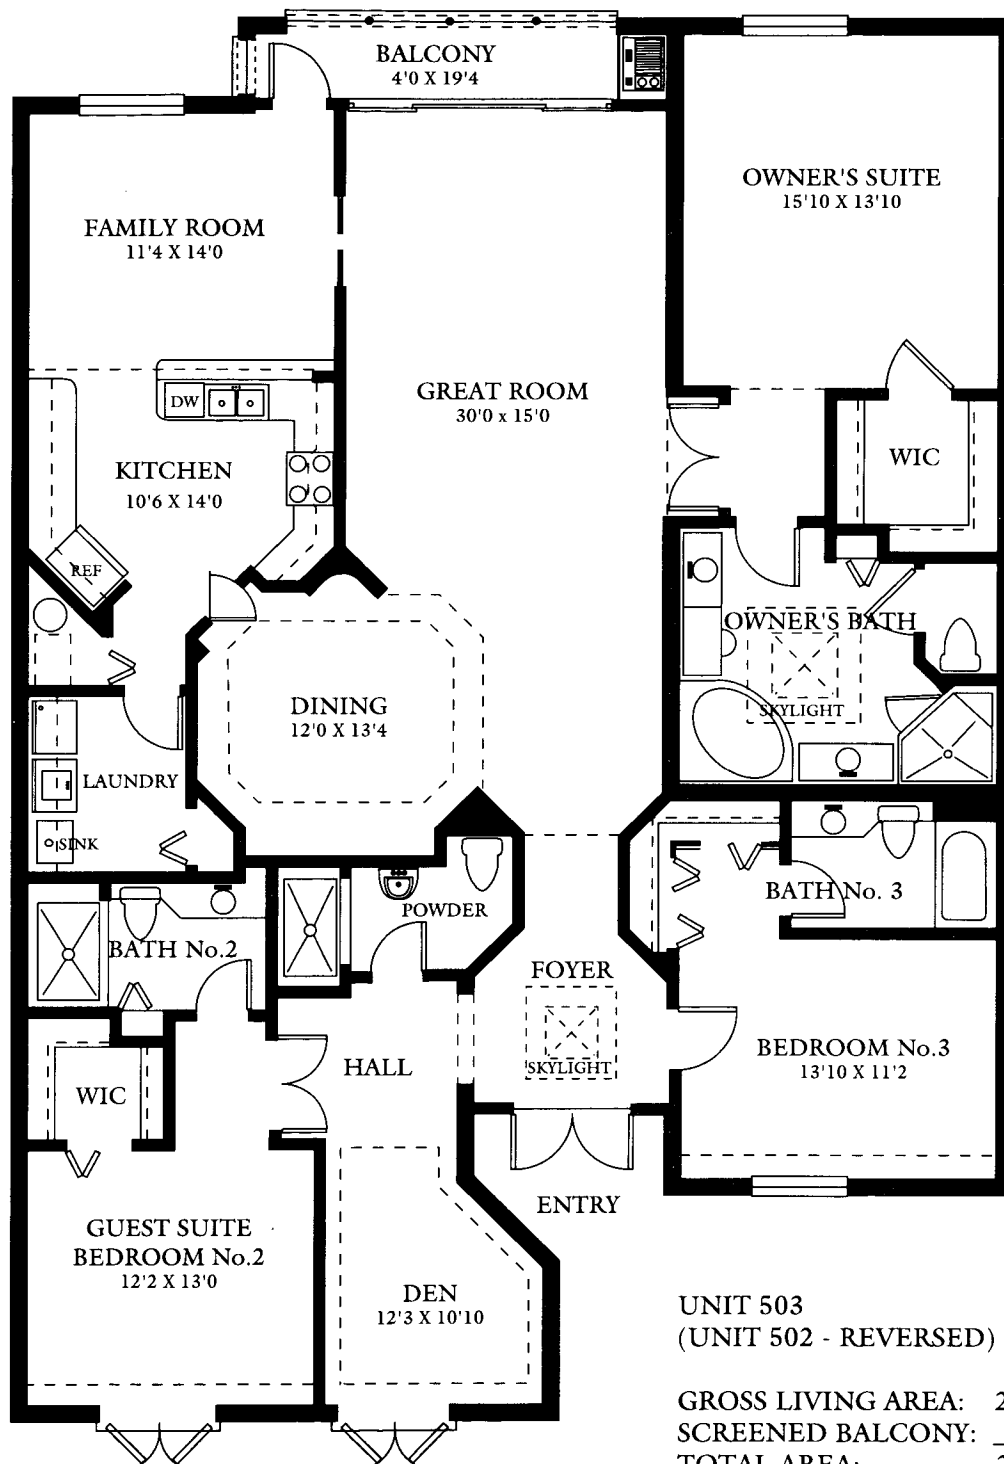 BALCONY
4'0 X 19'4
OWNER'S SUITE
15'10 X 13'10
FAMILY ROOM
11'4 X 14'0
GREAT ROOM
30'0 x 15'0
DW
WIC
KITCHEN
10'6 X 14'0
REF
OWNER'S BATH
SKYLIGHT
DINING
12'0 X 13'4
LAUNDRY
SINK
BATH No. 3
POWDER
BATH No.2
FOYER
SKYLIGHT
BEDROOM No.3
13'10 X 11'2
HALL
WIC
ENTRY
GUEST SUITE
BEDROOM No.2
12'2 X 13'0
DEN
12'3 X 10'10
UNIT 503
(UNIT 502 - REVERSED)
GROSS LIVING AREA: 2
SCREENED BALCONY:
TOTAL AREA: